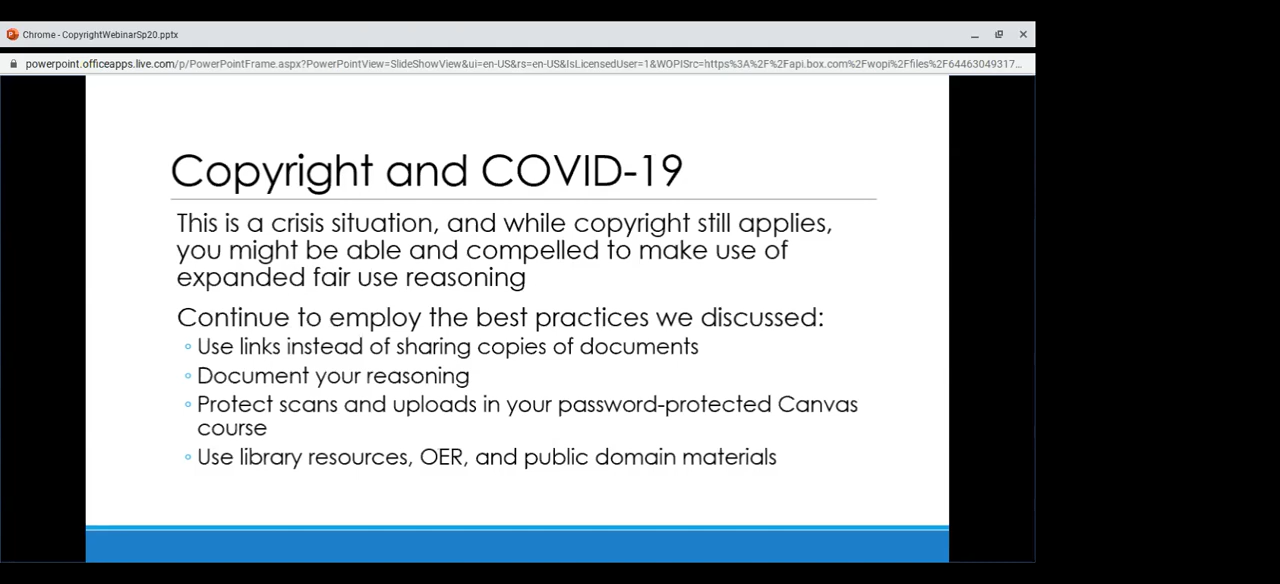 Chrome - CopyrightWebinarSp20.pptx
powerpoint.officeapps.live.com/p/PowerPointFrame.aspx?PowerPointView=SlideShowView&ui=en-US&rs=en-US&IsLicensedUser=1&WOPISrc=https%3A%2F%2Fapi.box.com%2Fwopi%2Ffiles%2F64463049317...
Copyright and COVID-19
This is a crisis situation, and while copyright still applies,
you might be able and compelled to make use of
expanded fair use reasoning
Continue to employ the best practices we discussed:
◦ Use links instead of sharing copies of documents
◦ Document your reasoning
◦ Protect scans and uploads in your password-protected Canvas
course
◦ Use library resources, OER, and public domain materials